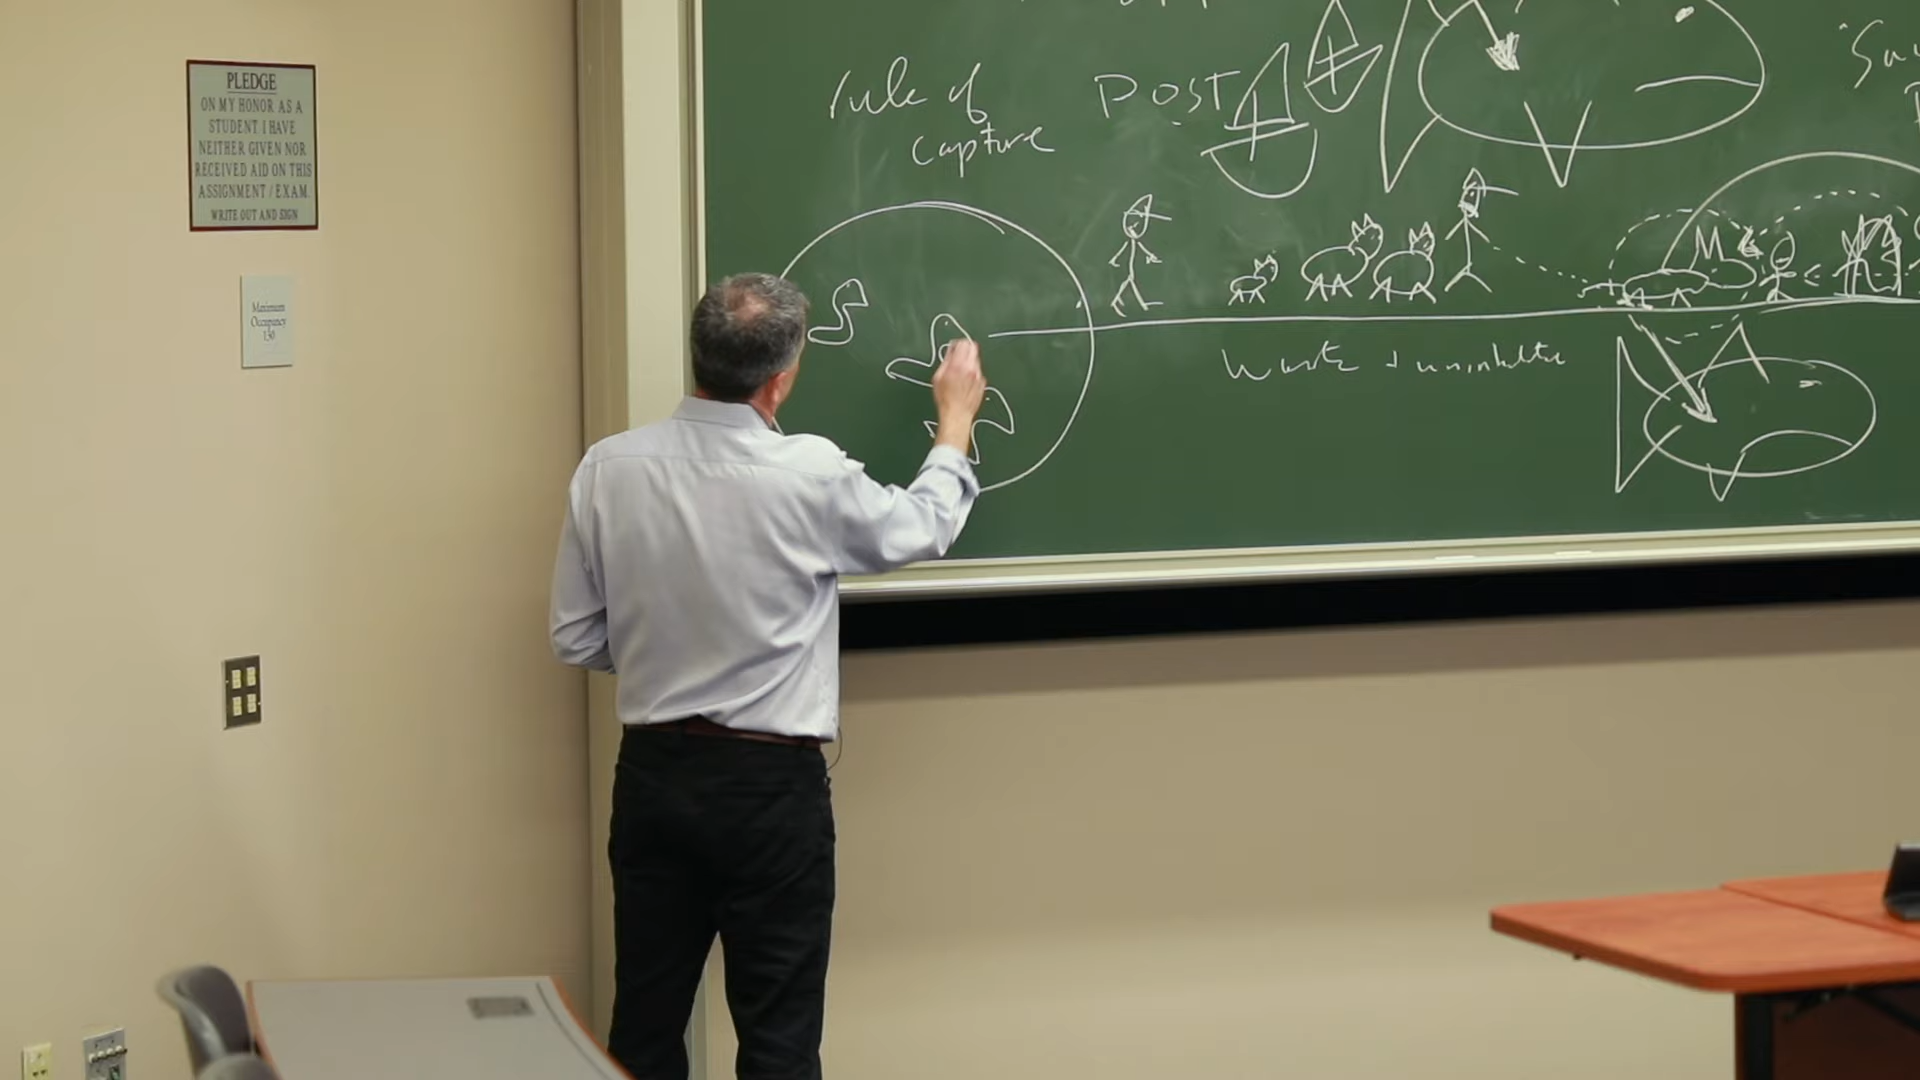 PLEDGE
ON MY HONOR AS A
STUDENT I HAVE
NEITHER GIVEN NOR
RECEIVED AID ON THIS
ASSIGNMENT / EXAM.
WRITE OUT AND SIGN
Maximum
Occupancy
130
rule of
capture
POST
M